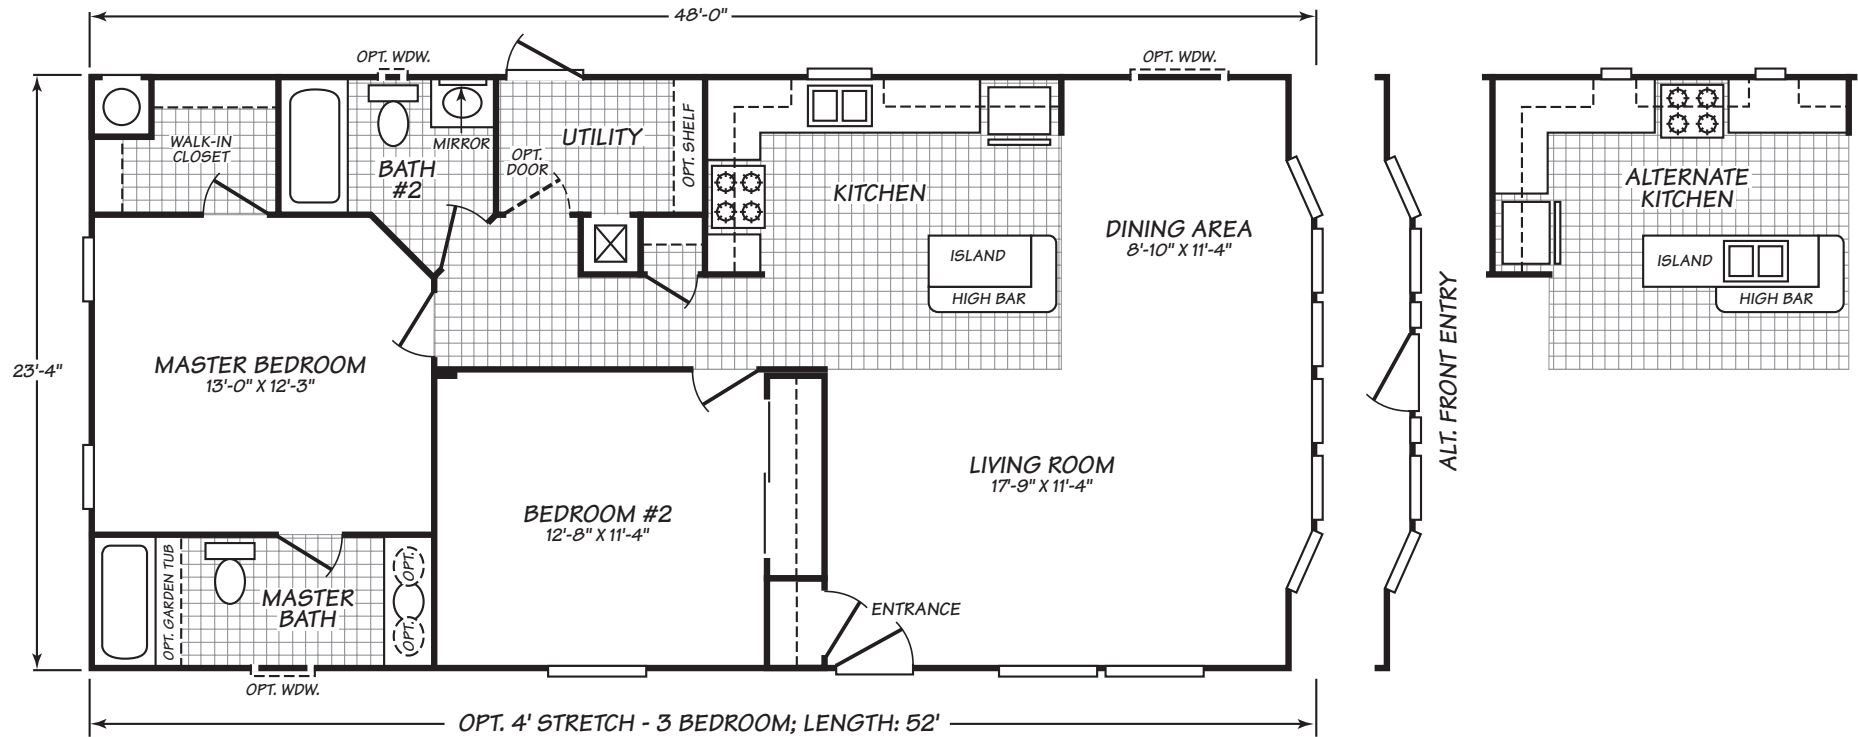 48'-0"
OPT. WDW.
OPT. WDW.
WALK-IN
CLOSET
MIRROR
BATH
#2
UTILITY
OPT.
DOOR
OPT. SHELF
KITCHEN
DINING AREA
8'-10" X 11'-4"
ISLAND
HIGH BAR
ALTERNATE
KITCHEN
ISLAND
HIGH BAR
ALT. FRONT ENTRY
23'-4"
MASTER BEDROOM
13'-0" X 12'-3"
LIVING ROOM
17'-9" X 11'-4"
BEDROOM #2
12'-8" X 11'-4"
OPT. GARDEN TUB
MASTER
BATH
OPT.
OPT.
ENTRANCE
OPT. WDW.
OPT. 4' STRETCH - 3 BEDROOM; LENGTH: 52'